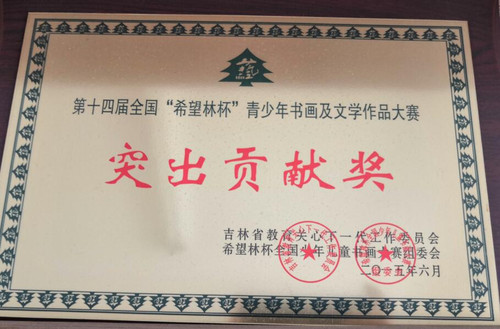 藝
第十四届全国“希望林杯”青少年书画及文学作品大赛
突出贡献奖
吉林省教育关心下一代工作委员会
希望林杯全国少年儿童书画大赛组委会
二〇一五年六月